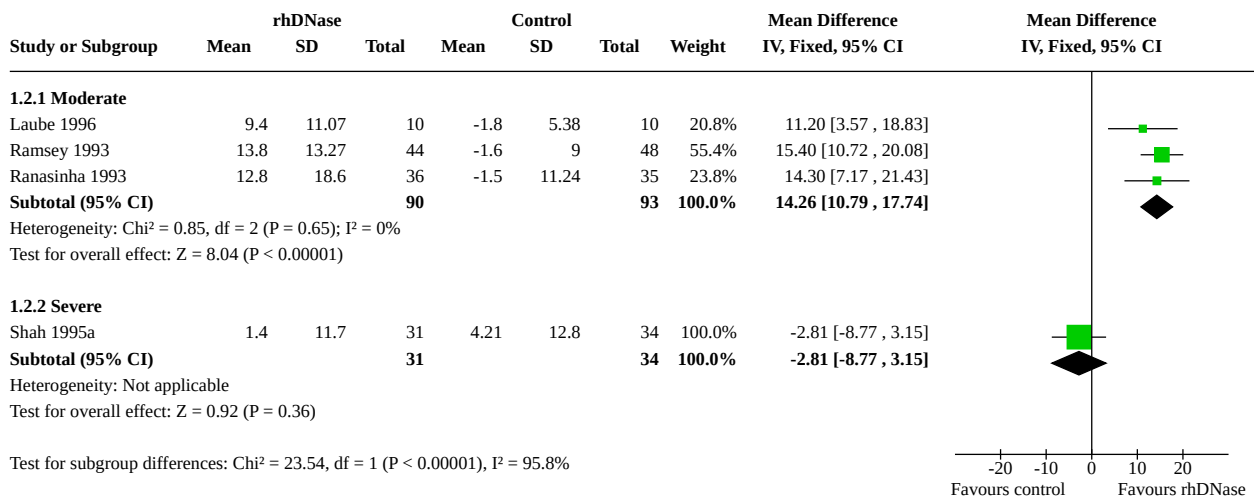 rhDNase Control Mean Difference Mean Difference
Study or Subgroup Mean SD Total Mean SD Total Weight IV, Fixed, 95% CI IV, Fixed, 95% CI
1.2.1 Moderate
Laube 1996 9.4 11.07 10 -1.8 5.38 10 20.8% 11.20 [3.57 , 18.83]
Ramsey 1993 13.8 13.27 44 -1.6 9 48 55.4% 15.40 [10.72 , 20.08]
Ranasinha 1993 12.8 18.6 36 -1.5 11.24 35 23.8% 14.30 [7.17 , 21.43]
Subtotal (95% CI) 90 93 100.0% 14.26 [10.79 , 17.74]
Heterogeneity: Chi² = 0.85, df = 2 (P = 0.65); I² = 0%
Test for overall effect: Z = 8.04 (P < 0.00001)
1.2.2 Severe
Shah 1995a 1.4 11.7 31 4.21 12.8 34 100.0% -2.81 [-8.77 , 3.15]
Subtotal (95% CI) 31 34 100.0% -2.81 [-8.77 , 3.15]
Heterogeneity: Not applicable
Test for overall effect: Z = 0.92 (P = 0.36)
Test for subgroup differences: Chi² = 23.54, df = 1 (P < 0.00001), I² = 95.8%
-20 -10 0 10 20
Favours control Favours rhDNase